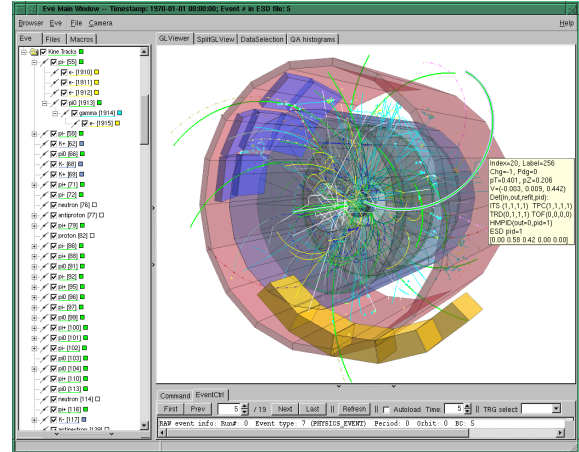 Eve Main Window -- Timestamp: 1970-01-01 00:00:00; Event # in ESD file: 5
Browser Eve File Camera Help
Eve Files Macros
GLViewer SplitGLView DataSelection QA histograms
Kine Tracks
pi- [55]
e- [1910]
e- [1911]
e- [1912]
pi0 [1913]
gamma [1914]
e- [1915]
pi- [58]
K+ [62]
pi0 [66]
K- [68]
K+ [69]
pi+ [71]
pi- [72]
neutron [76]
antiproton [77]
pi+ [79]
proton [82]
pi+ [86]
pi+ [88]
pi0 [91]
pi- [92]
pi+ [95]
pi0 [96]
pi- [97]
pi0 [99]
pi+ [100]
pi0 [101]
pi- [102]
pi0 [103]
pi0 [104]
pi+ [110]
pi0 [113]
neutron [114]
pi+ [116]
K- [117]
Index=20, Label=256
Chg=-1, Pdg=0
pT=0.401, pZ=0.206
V=(-0.003, 0.009, 0.442)
Det(in,out,refit,pid):
ITS (1,1,1,1) TPC(1,1,1,1)
TRD(0,1,1,1) TOF(0,0,0,0)
HMPID(out=0,pid=1)
ESD pid=1
[0.00 0.58 0.42 0.00 0.00]
Command EventCtrl
First Prev 5 / 19 Next Last || Refresh || Autoload Time: 5 || TRG select
RAW event info: Run#: 0 Event type: 7 (PHYSICS_EVENT) Period: 0 Orbit: 0 BC: 5